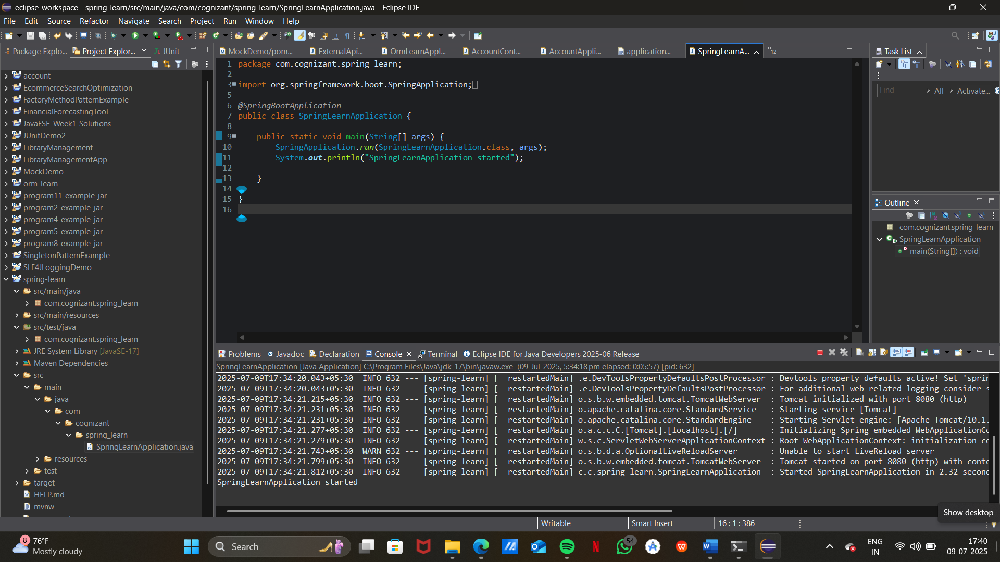 eclipse-workspace - spring-learn/src/main/java/com/cognizant/spring_learn/SpringLearnApplication.java - Eclipse IDE
File Edit Source Refactor Navigate Search Project Run Window Help
Package Explo... Project Explor... JUnit
MockDemo/pom... ExternalApi... OrmLearnAppl... AccountCont... AccountAppli... application... SpringLearnA... »12
Task List
Find All Activate...
account
EcommerceSearchOptimization
FactoryMethodPatternExample
FinancialForecastingTool
JavaFSE_Week1_Solutions
JUnitDemo2
LibraryManagement
LibraryManagementApp
MockDemo
orm-learn
program11-example-jar
program2-example-jar
program4-example-jar
program5-example-jar
program8-example-jar
SingletonPatternExample
SLF4JLoggingDemo
spring-learn
src/main/java
com.cognizant.spring_learn
src/main/resources
src/test/java
com.cognizant.spring_learn
JRE System Library [JavaSE-17]
Maven Dependencies
src
main
java
com
cognizant
spring_learn
SpringLearnApplication.java
resources
test
target
HELP.md
mvnw
1 package com.cognizant.spring_learn;
2
3 import org.springframework.boot.SpringApplication;
5
6 @SpringBootApplication
7 public class SpringLearnApplication {
8
9 public static void main(String[] args) {
10 SpringApplication.run(SpringLearnApplication.class, args);
11 System.out.println("SpringLearnApplication started");
12
13 }
14
15 }
16
Outline
com.cognizant.spring_learn
SpringLearnApplication
main(String[]) : void
Problems Javadoc Declaration Console Terminal Eclipse IDE for Java Developers 2025-06 Release
SpringLearnApplication [Java Application] C:\Program Files\Java\jdk-17\bin\javaw.exe (09-Jul-2025, 5:34:18 pm elapsed: 0:05:57) [pid: 632]
2025-07-09T17:34:20.043+05:30 INFO 632 --- [spring-learn] [ restartedMain] .e.DevToolsPropertyDefaultsPostProcessor : Devtools property defaults active! Set 'sprin
2025-07-09T17:34:20.043+05:30 INFO 632 --- [spring-learn] [ restartedMain] .e.DevToolsPropertyDefaultsPostProcessor : For additional web related logging consider s
2025-07-09T17:34:21.215+05:30 INFO 632 --- [spring-learn] [ restartedMain] o.s.b.w.embedded.tomcat.TomcatWebServer : Tomcat initialized with port 8080 (http)
2025-07-09T17:34:21.231+05:30 INFO 632 --- [spring-learn] [ restartedMain] o.apache.catalina.core.StandardService : Starting service [Tomcat]
2025-07-09T17:34:21.231+05:30 INFO 632 --- [spring-learn] [ restartedMain] o.apache.catalina.core.StandardEngine : Starting Servlet engine: [Apache Tomcat/10.1.
2025-07-09T17:34:21.277+05:30 INFO 632 --- [spring-learn] [ restartedMain] o.a.c.c.C.[Tomcat].[localhost].[/] : Initializing Spring embedded WebApplicationCo
2025-07-09T17:34:21.279+05:30 INFO 632 --- [spring-learn] [ restartedMain] w.s.c.ServletWebServerApplicationContext : Root WebApplicationContext: initialization co
2025-07-09T17:34:21.743+05:30 WARN 632 --- [spring-learn] [ restartedMain] o.s.b.d.a.OptionalLiveReloadServer : Unable to start LiveReload server
2025-07-09T17:34:21.799+05:30 INFO 632 --- [spring-learn] [ restartedMain] o.s.b.w.embedded.tomcat.TomcatWebServer : Tomcat started on port 8080 (http) with conte
2025-07-09T17:34:21.812+05:30 INFO 632 --- [spring-learn] [ restartedMain] c.c.spring_learn.SpringLearnApplication : Started SpringLearnApplication in 2.32 second
SpringLearnApplication started
Show desktop
Writable Smart Insert 16 : 1 : 386
8 76°F
Mostly cloudy
Search
54
ENG
IN
17:40
09-07-2025